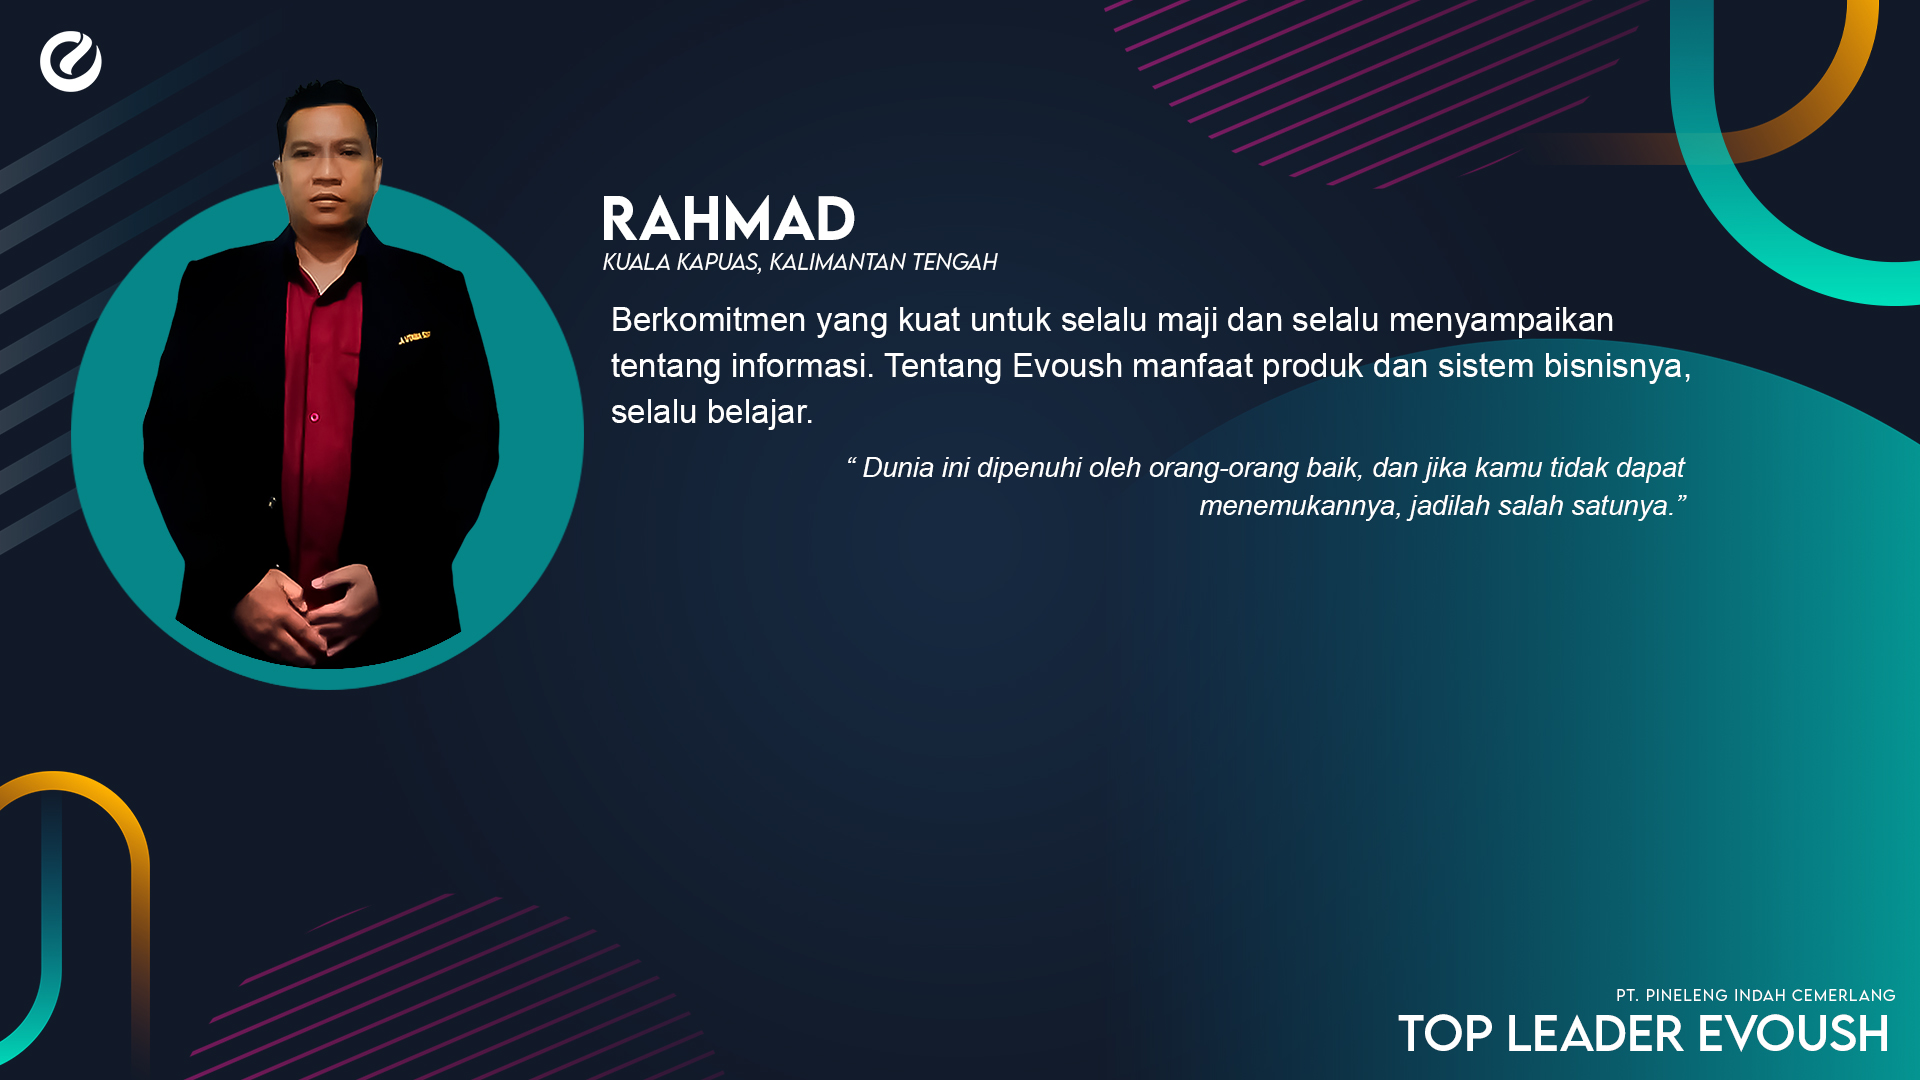 RAHMAD
KUALA KAPUAS, KALIMANTAN TENGAH
Berkomitmen yang kuat untuk selalu maji dan selalu menyampaikan
tentang informasi. Tentang Evoush manfaat produk dan sistem bisnisnya,
selalu belajar.
“ Dunia ini dipenuhi oleh orang-orang baik, dan jika kamu tidak dapat
menemukannya, jadilah salah satunya.”
PT. PINELENG INDAH CEMERLANG
TOP LEADER EVOUSH